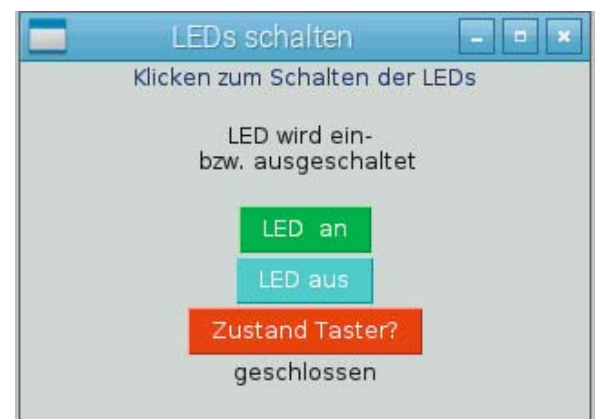 LEDs schalten
Klicken zum Schalten der LEDs
LED wird ein-
bzw. ausgeschaltet
LED an
LED aus
Zustand Taster?
geschlossen